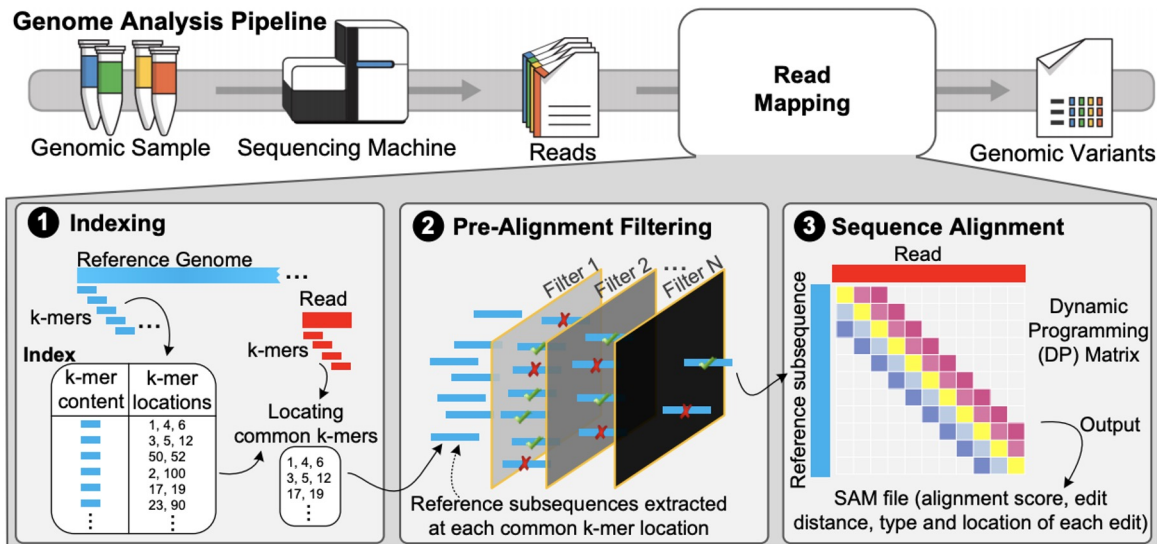 Genome Analysis Pipeline
Genomic Sample
Sequencing Machine
Reads
Read
Mapping
Genomic Variants
1 Indexing
Reference Genome
...
k-mers
...
Read
k-mers
Index
k-mer
content
k-mer
locations
1, 4, 6
3, 5, 12
50, 52
2, 100
17, 19
23, 90
⋮
⋮
Locating
common k-mers
1, 4, 6
3, 5, 12
17, 19
⋮
2 Pre-Alignment Filtering
Filter 1
Filter 2
...
Filter N
Reference subsequences extracted
at each common k-mer location
3 Sequence Alignment
Read
Reference subsequence
Dynamic
Programming
(DP) Matrix
Output
SAM file (alignment score, edit
distance, type and location of each edit)